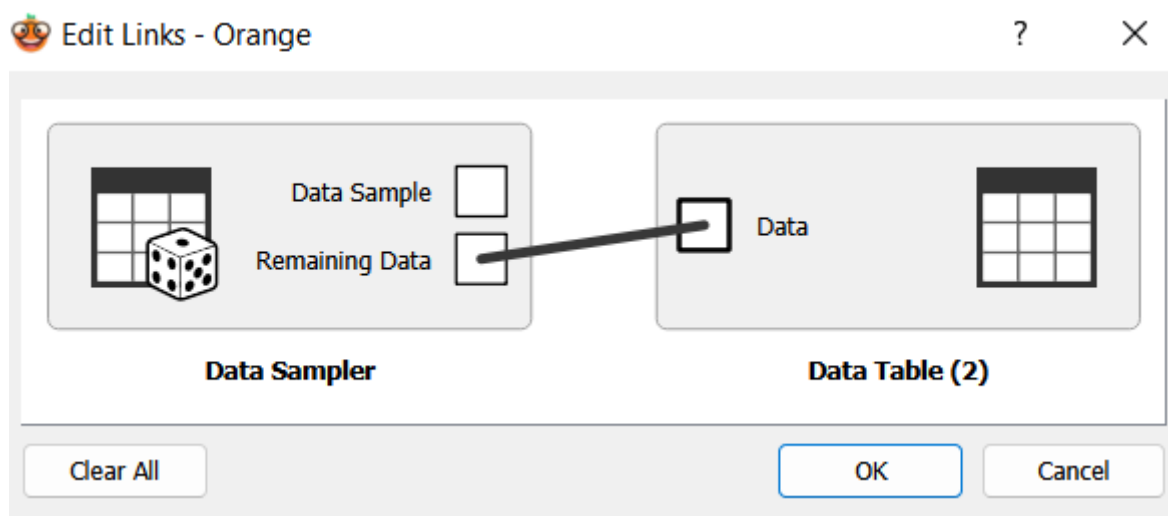 Edit Links - Orange
?
Data Sample
Remaining Data
Data
Data Sampler
Data Table (2)
Clear All
OK
Cancel